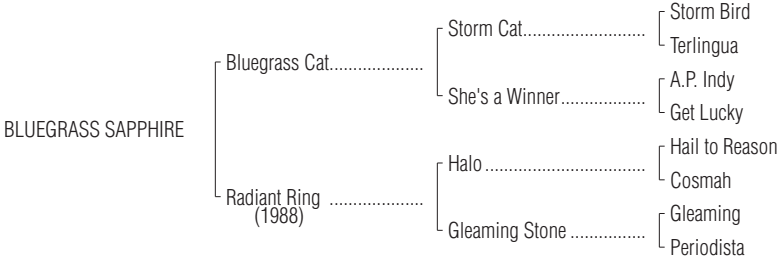 Storm Bird
Storm Cat..............................
Terlingua
Bluegrass Cat.......................
A.P. Indy
She's a Winner.....................
Get Lucky
BLUEGRASS SAPPHIRE
Hail to Reason
Halo........................................
Cosmah
Radiant Ring .......................
(1988)
Gleaming
Gleaming Stone ...................
Periodista